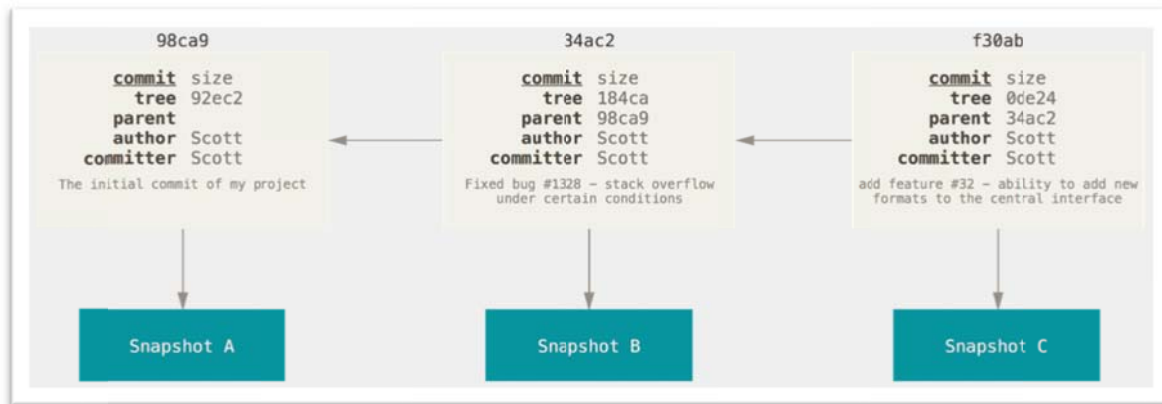 98ca9
commit size
tree 92ec2
parent
author Scott
committer Scott
The initial commit of my project
34ac2
commit size
tree 184ca
parent 98ca9
author Scott
committer Scott
Fixed bug #1328 – stack overflow
under certain conditions
f30ab
commit size
tree 0de24
parent 34ac2
author Scott
committer Scott
add feature #32 – ability to add new
formats to the central interface
Snapshot A
Snapshot B
Snapshot C